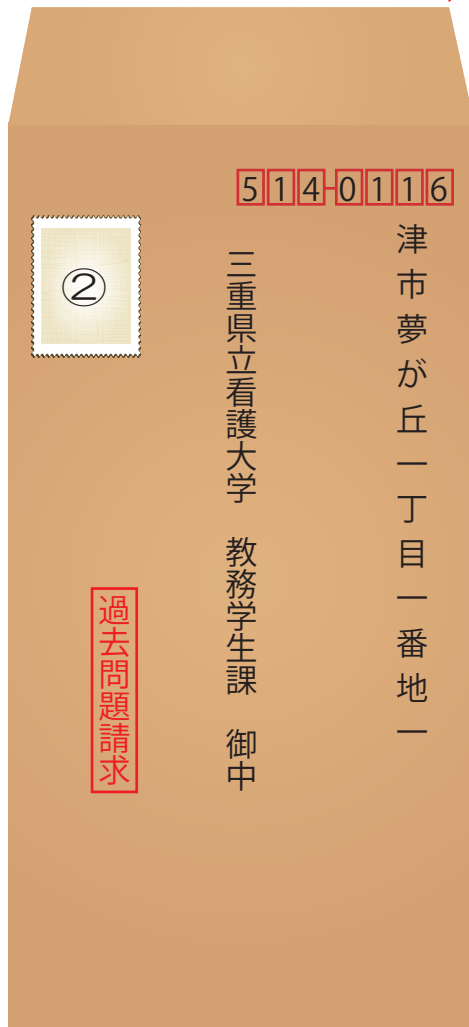 514-0116
津市夢が丘一丁目一番地一
三重県立看護大学　教務学生課　御中
②
過去問題請求